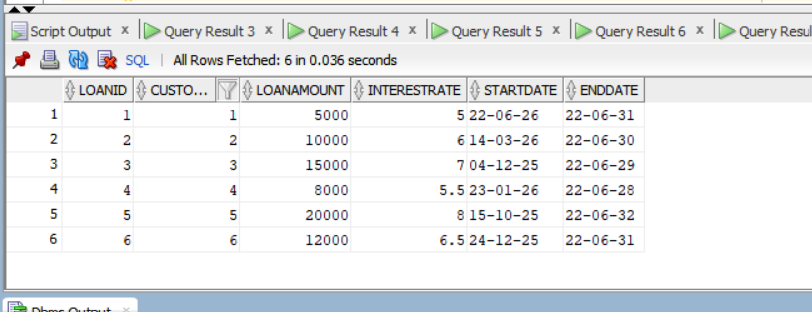 Script Output x Query Result 3 x Query Result 4 x Query Result 5 x Query Result 6 x Query Resul
SQL | All Rows Fetched: 6 in 0.036 seconds
LOANID CUSTO... LOANAMOUNT INTERESTRATE STARTDATE ENDDATE
1 1 1 5000 5 22-06-26 22-06-31
2 2 2 10000 6 14-03-26 22-06-30
3 3 3 15000 7 04-12-25 22-06-29
4 4 4 8000 5.5 23-01-26 22-06-28
5 5 5 20000 8 15-10-25 22-06-32
6 6 6 12000 6.5 24-12-25 22-06-31
Dbms Output x